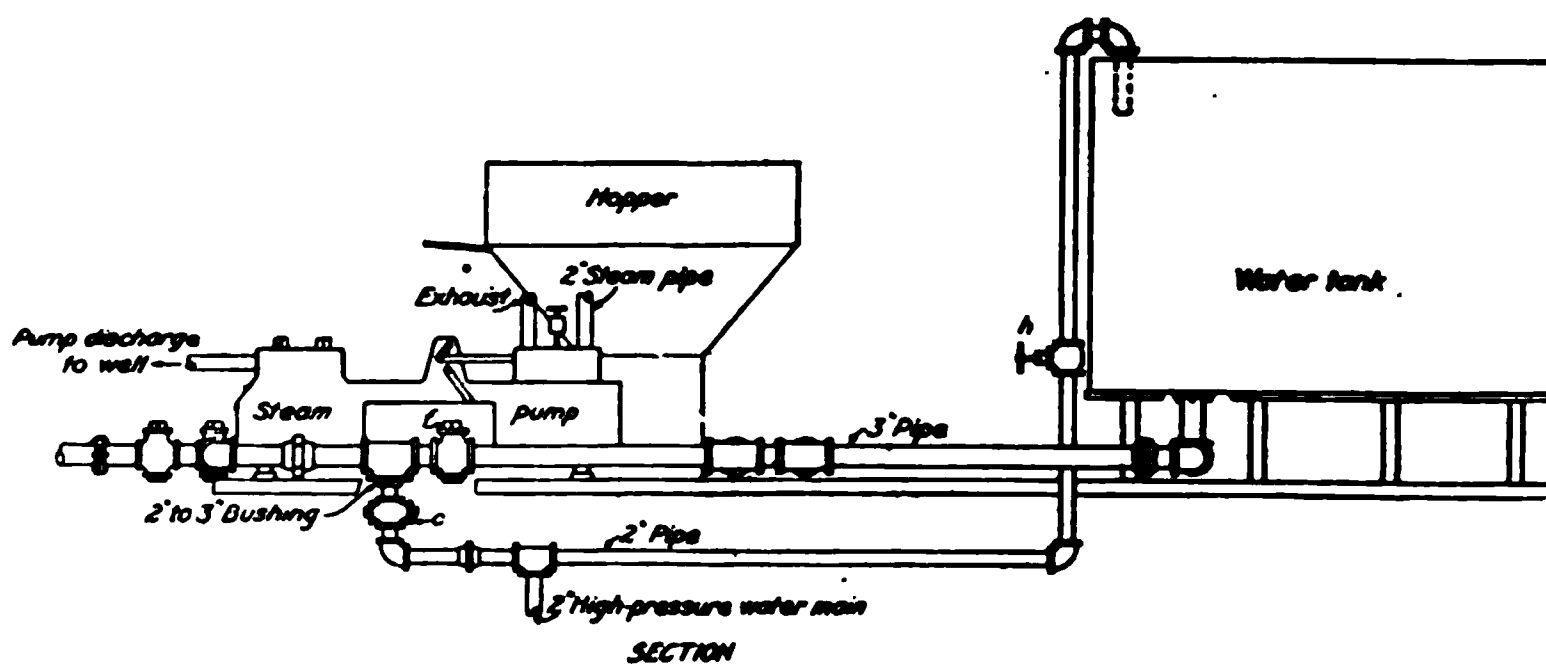 Hopper
2" Steam pipe
Exhaust
Water tank
h
Pump discharge
to well
Steam
pump
3" Pipe
2" to 3" Bushing
c
2" Pipe
2" High-pressure water main
SECTION